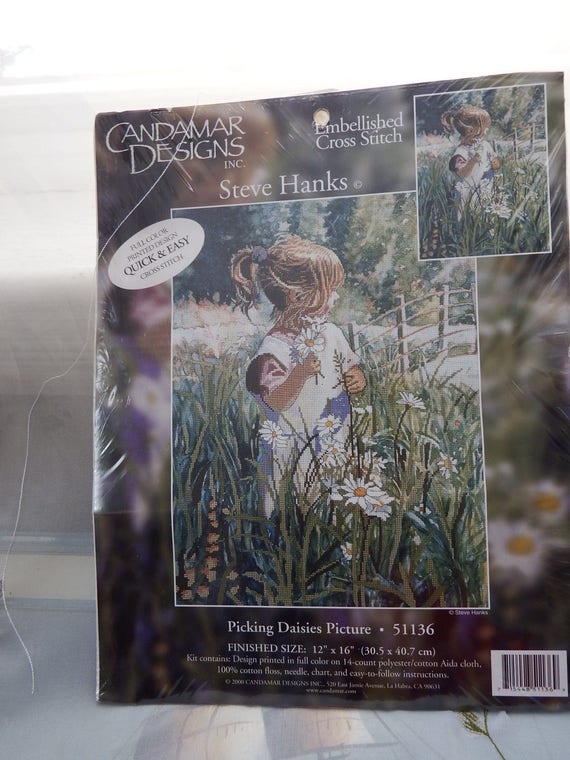 CANDAMAR
DESIGNS
INC.
Embellished
Cross Stitch
Steve Hanks ©
FULL COLOR
PRINTED DESIGN
QUICK & EASY
CROSS STITCH
© Steve Hanks
Picking Daisies Picture • 51136
FINISHED SIZE: 12" x 16" (30.5 x 40.7 cm)
Kit contains: Design printed in full color on 14-count polyester/cotton Aida cloth,
100% cotton floss, needle, chart, and easy-to-follow instructions.
© 2008 CANDAMAR DESIGNS INC., 520 East Jamie Avenue, La Habra, CA 90631
www.candamar.com